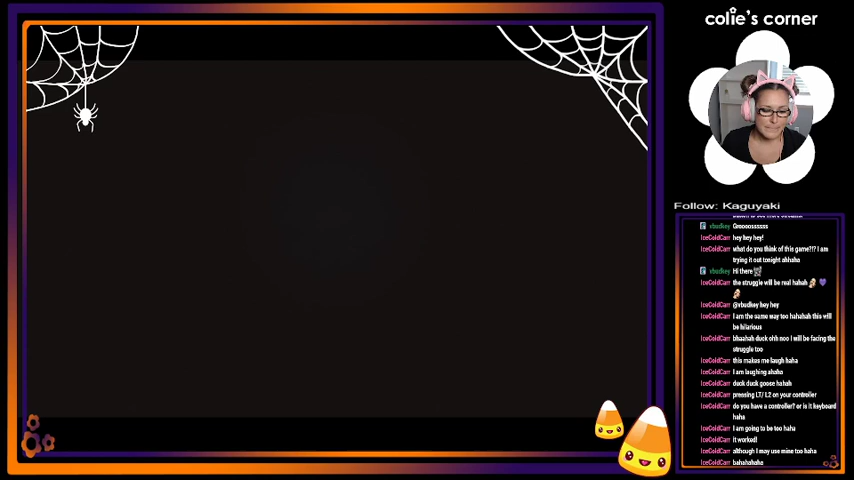 colie's corner
Follow: Kaguyaki
vbudkey Grooossssss
IceColdCarr hey hey hey!
IceColdCarr what do you think of this game?!? I am
trying it out tonight ahhaha
vbudkey Hi there
IceColdCarr the struggle will be real hahah
IceColdCarr @vbudkey hey hey
IceColdCarr I am the same way too hahahah this will
be hilarious
IceColdCarr bhaahah duck ohh noo I will be facing the
struggle too
IceColdCarr this makes me laugh haha
IceColdCarr I am laughing ahaha
IceColdCarr duck duck goose hahah
IceColdCarr pressing LT/ L2 on your controller
IceColdCarr do you have a controller? or is it keyboard
haha
IceColdCarr I am going to be too haha
IceColdCarr it worked!
IceColdCarr although I may use mine too haha
IceColdCarr bahahahaha